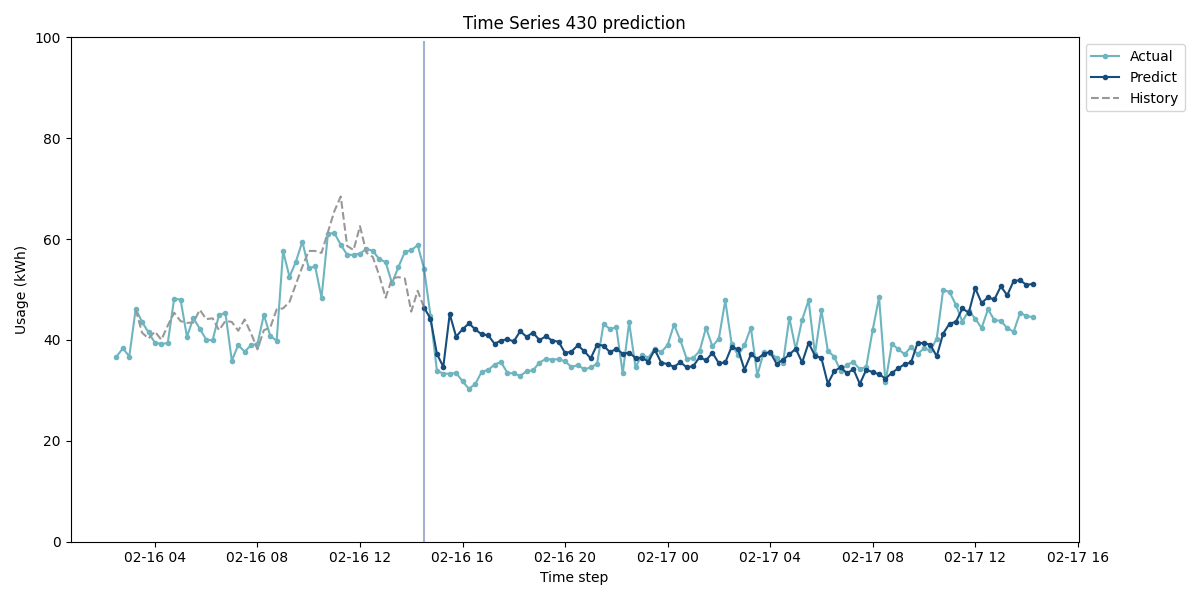 Time Series 430 prediction
Usage (kWh)
100
80
60
40
20
0
02-16 04
02-16 08
02-16 12
02-16 16
02-16 20
02-17 00
02-17 04
02-17 08
02-17 12
02-17 16
Time step
Actual
Predict
History